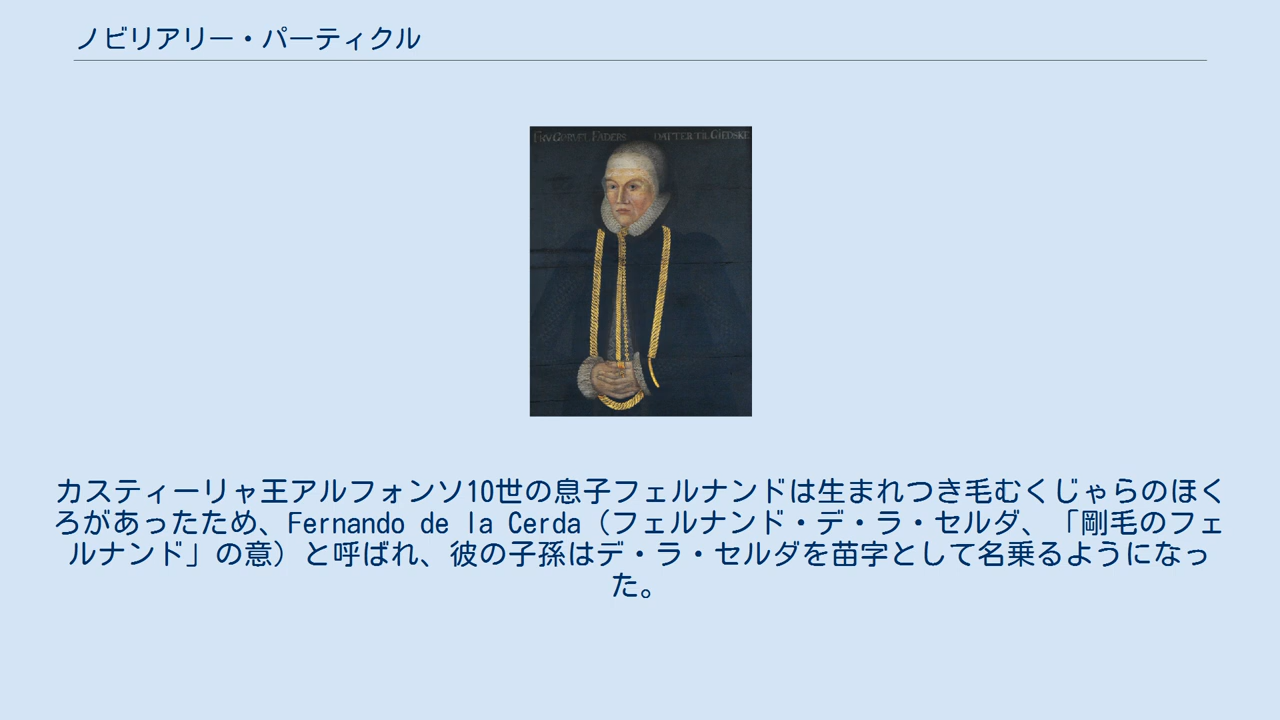 ノビリアリー・パーティクル
DATTER TIL GIEDSKE
カスティーリャ王アルフォンソ10世の息子フェルナンドは生まれつき毛むくじゃらのほく
ろがあったため、Fernando de la Cerda（フェルナンド・デ・ラ・セルダ、「剛毛のフェ
ルナンド」の意）と呼ばれ、彼の子孫はデ・ラ・セルダを苗字として名乗るようになっ
た。